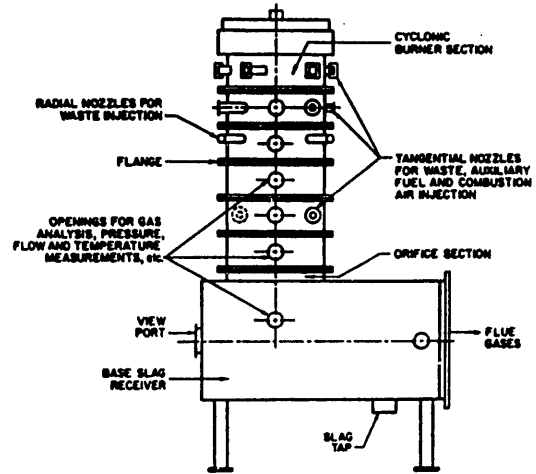 CYCLONIC
BURNER SECTION
RADIAL NOZZLES FOR
WASTE INJECTION
FLANGE
TANGENTIAL NOZZLES
FOR WASTE, AUXILIARY
FUEL AND COMBUSTION
AIR INJECTION
OPENINGS FOR GAS
ANALYSIS, PRESSURE,
FLOW AND TEMPERATURE
MEASUREMENTS, etc.
ORIFICE SECTION
VIEW
PORT
FLUE
GASES
BASE SLAG
RECEIVER
SLAG
TAP